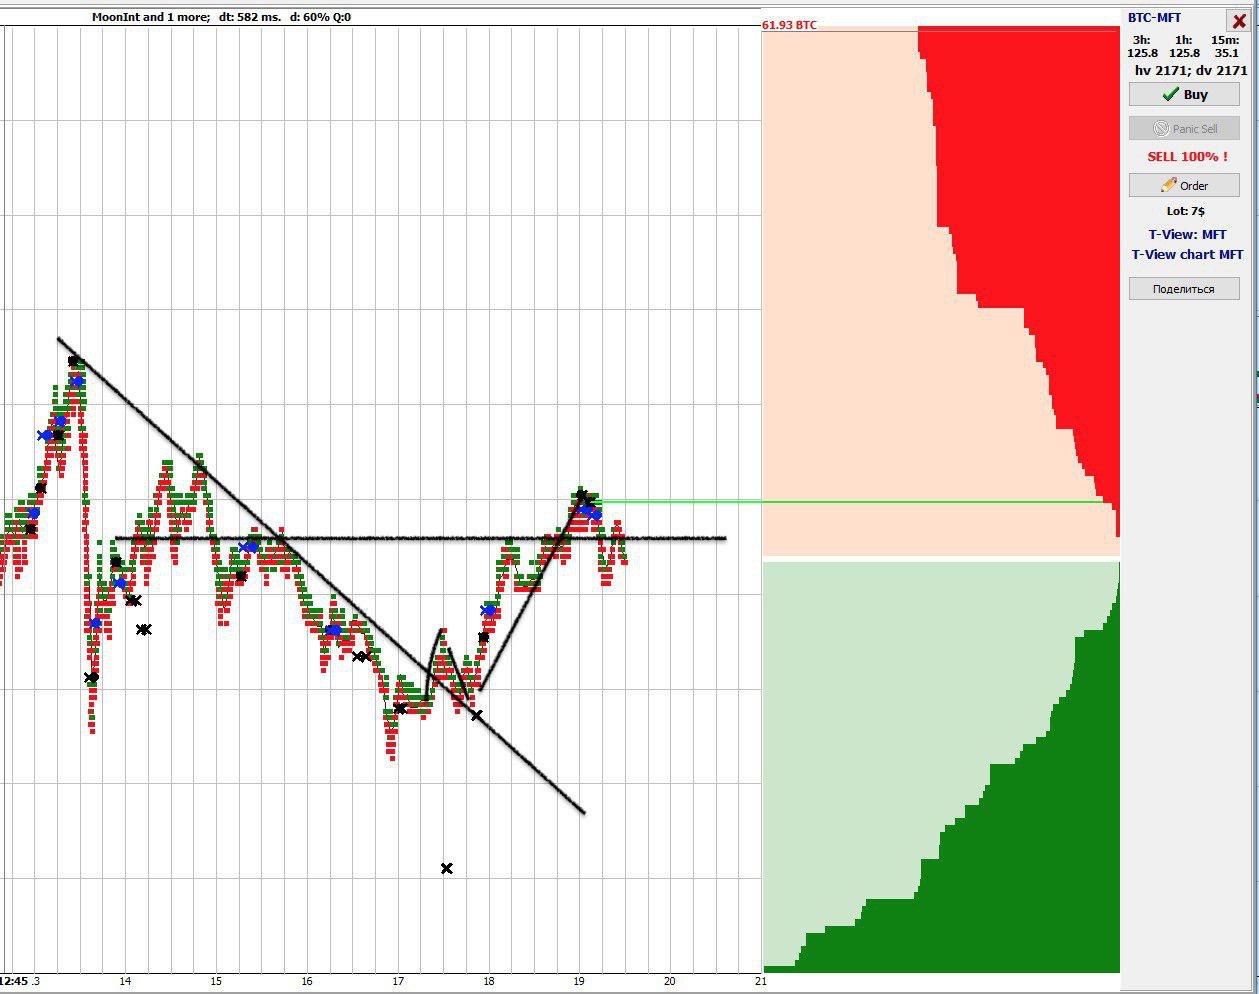 MoonInt and 1 more; dt: 582 ms. d: 60% Q:0
61.93 BTC
BTC-MFT
3h: 1h: 15m:
125.8 125.8 35.1
hv 2171; dv 2171
Buy
Panic Sell
SELL 100% !
Order
Lot: 7$
T-View: MFT
T-View chart MFT
Поделиться
12:45 .3 14 15 16 17 18 19 20 21